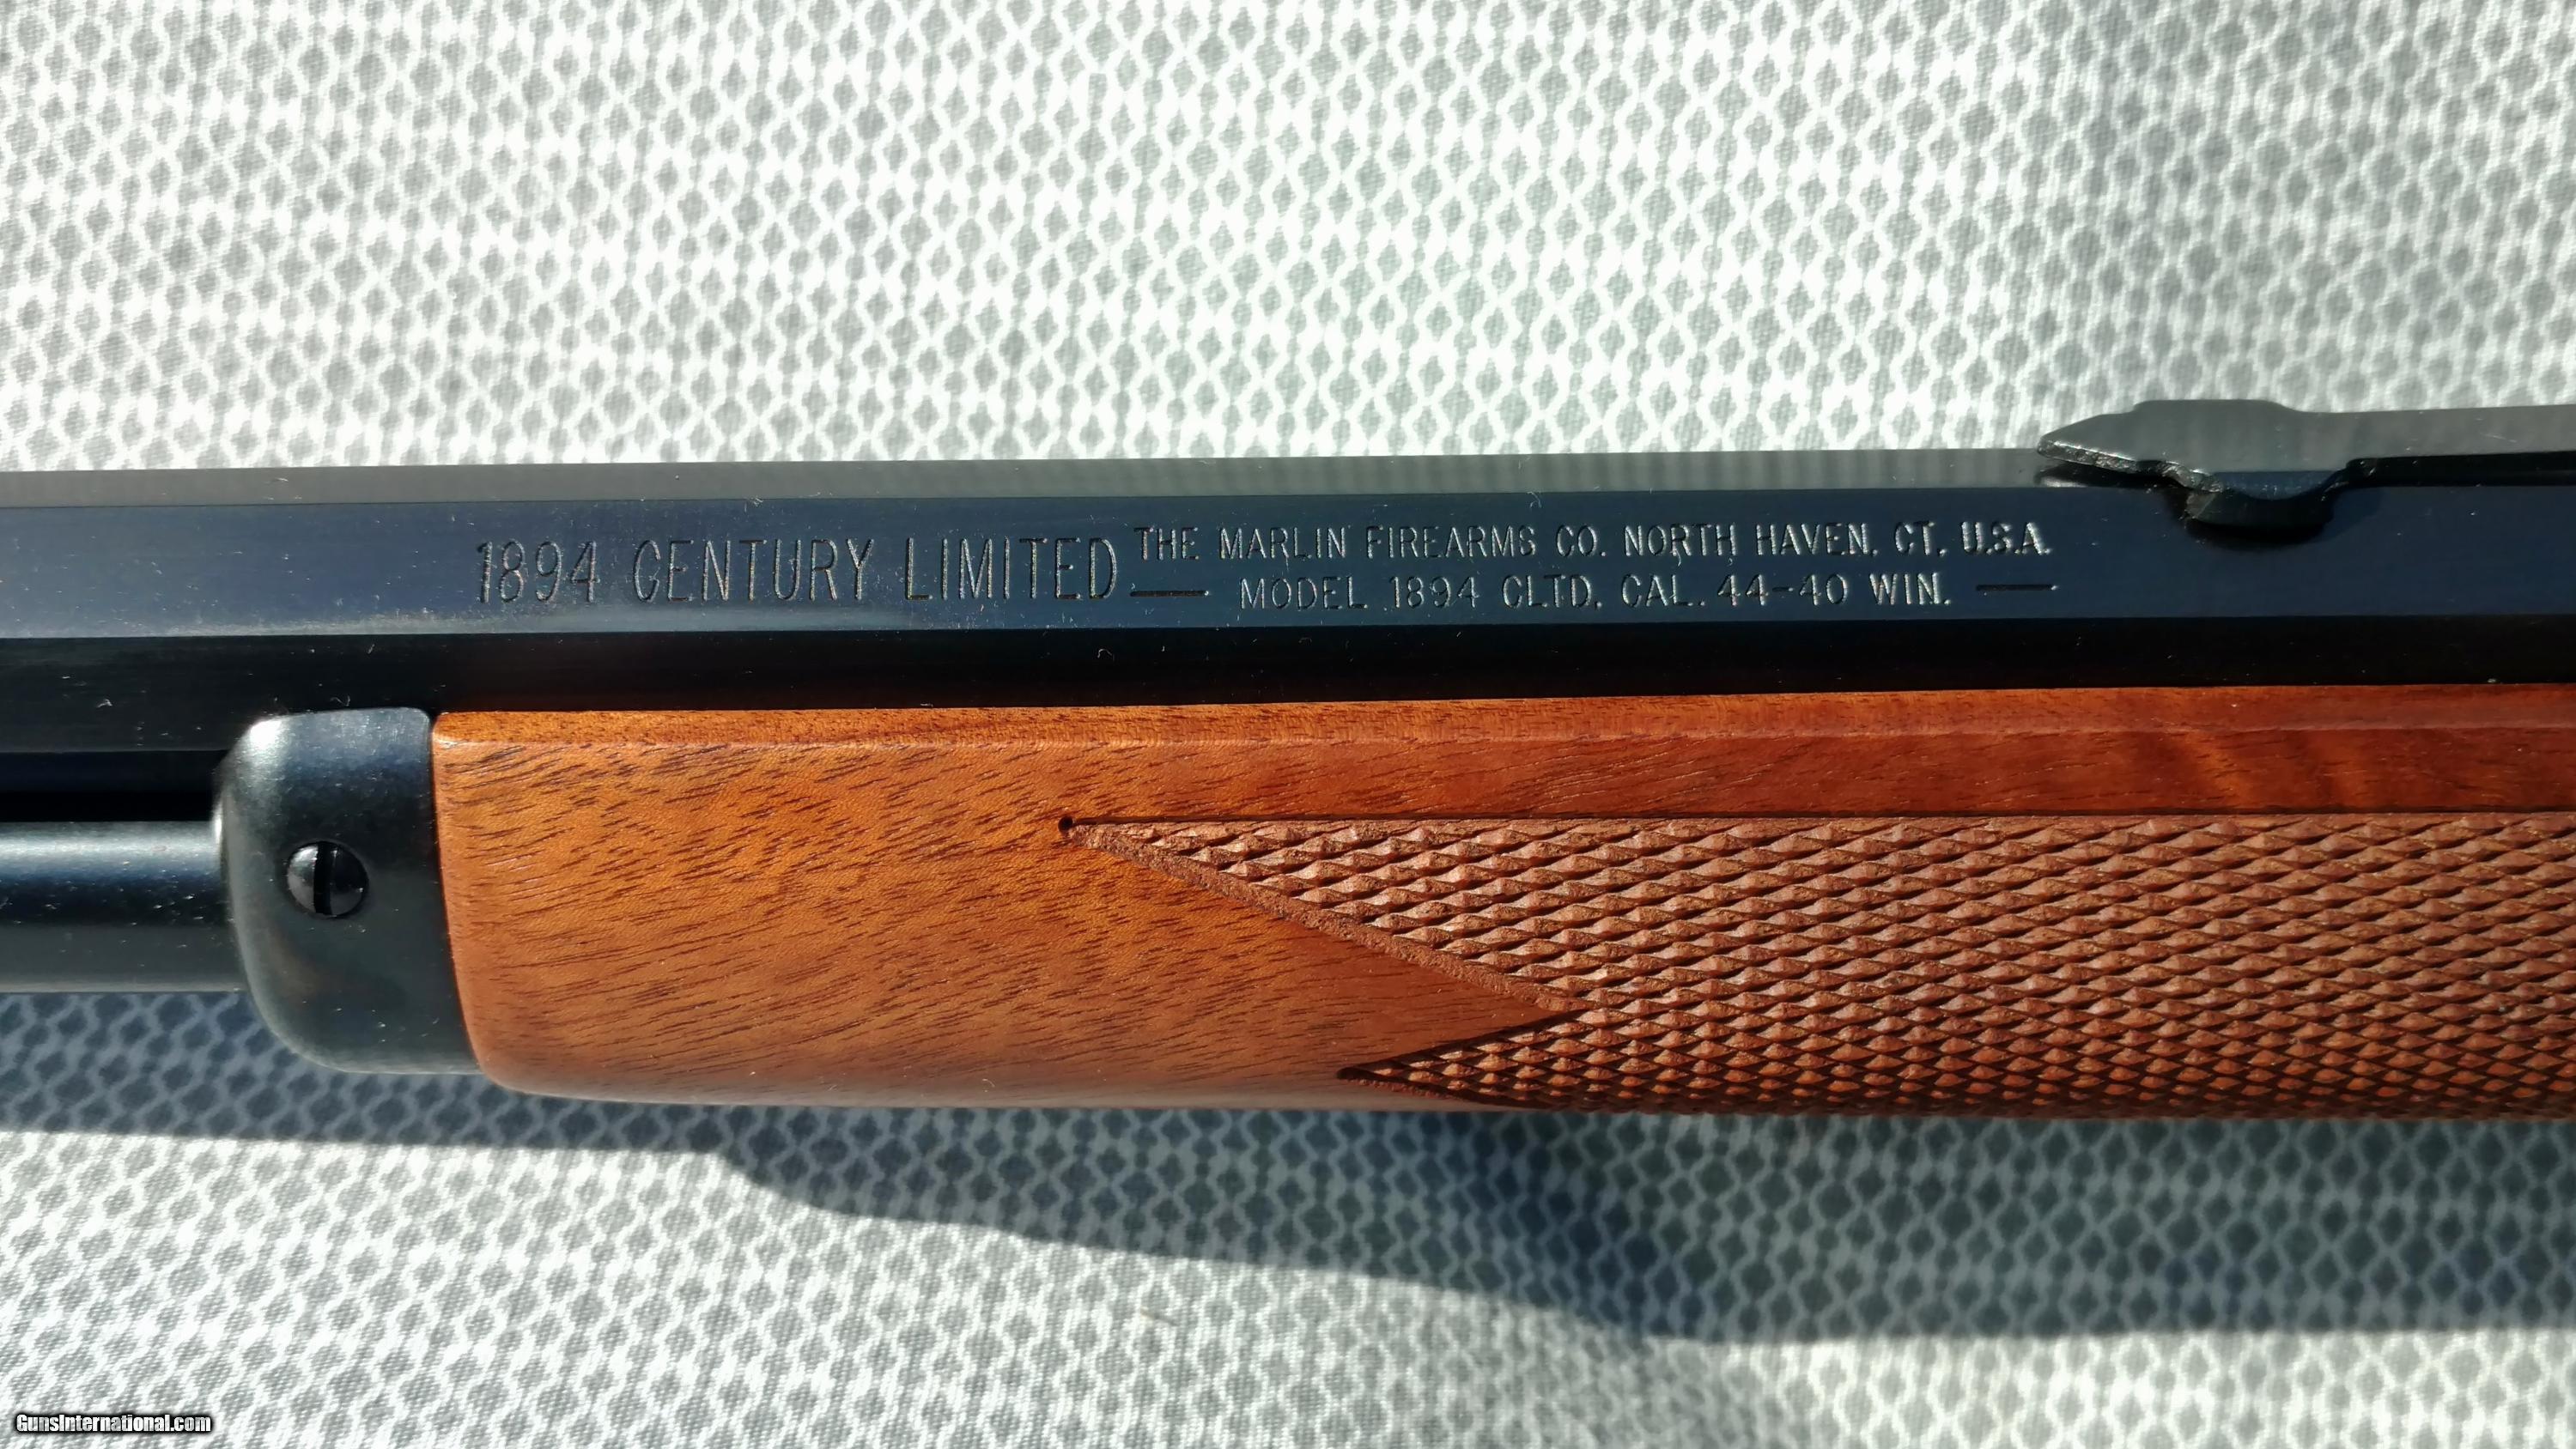 1894 CENTURY LIMITED
THE MARLIN FIREARMS CO. NORTH HAVEN, CT. U.S.A.
— MODEL 1894 CLTD. CAL. 44-40 WIN. —
GunsInternational.com